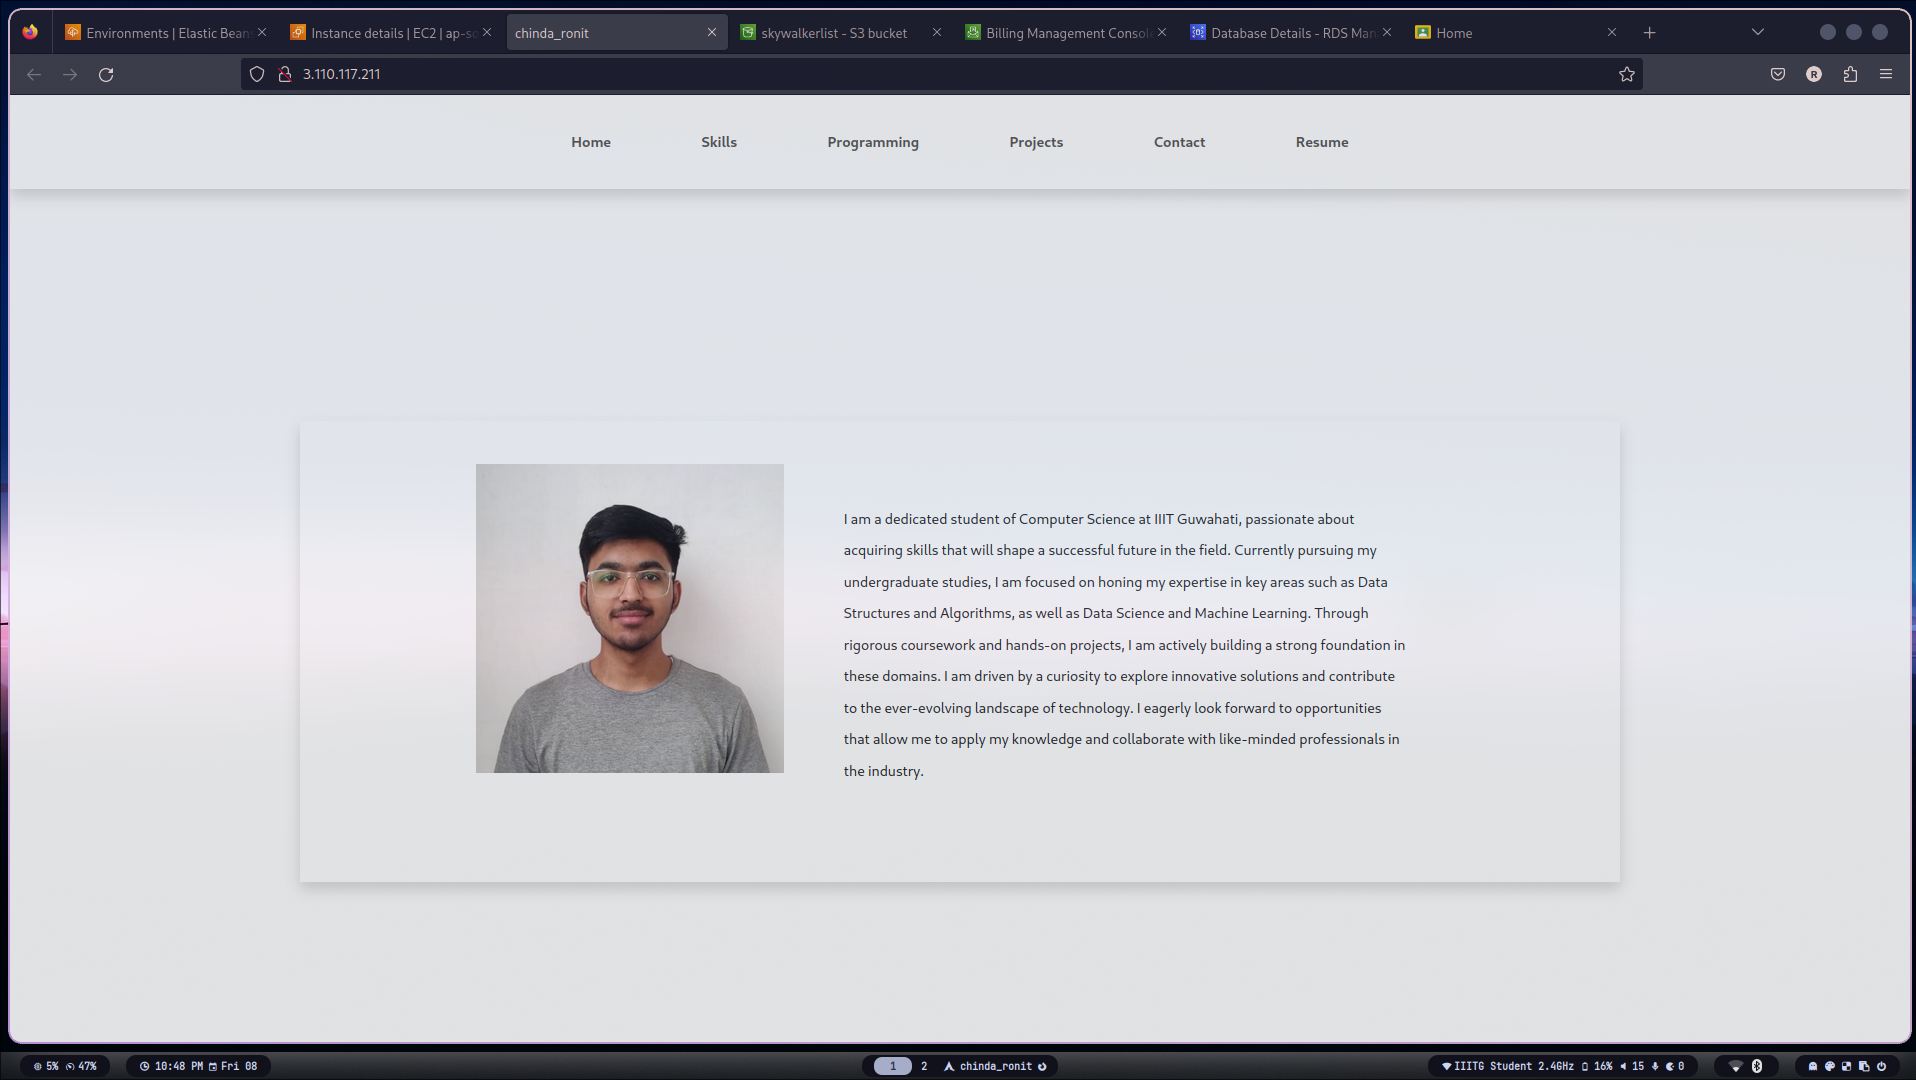 Environments | Elastic Bean
Instance details | EC2 | ap-so
chinda_ronit
skywalkerlist - S3 bucket
Billing Management Console
Database Details - RDS Man
Home
3.110.117.211
R
Home
Skills
Programming
Projects
Contact
Resume
I am a dedicated student of Computer Science at IIIT Guwahati, passionate about
acquiring skills that will shape a successful future in the field. Currently pursuing my
undergraduate studies, I am focused on honing my expertise in key areas such as Data
Structures and Algorithms, as well as Data Science and Machine Learning. Through
rigorous coursework and hands-on projects, I am actively building a strong foundation in
these domains. I am driven by a curiosity to explore innovative solutions and contribute
to the ever-evolving landscape of technology. I eagerly look forward to opportunities
that allow me to apply my knowledge and collaborate with like-minded professionals in
the industry.
5% 47%
10:48 PM Fri 08
1
2
chinda_ronit
IIITG Student 2.4GHz 16% 15 0